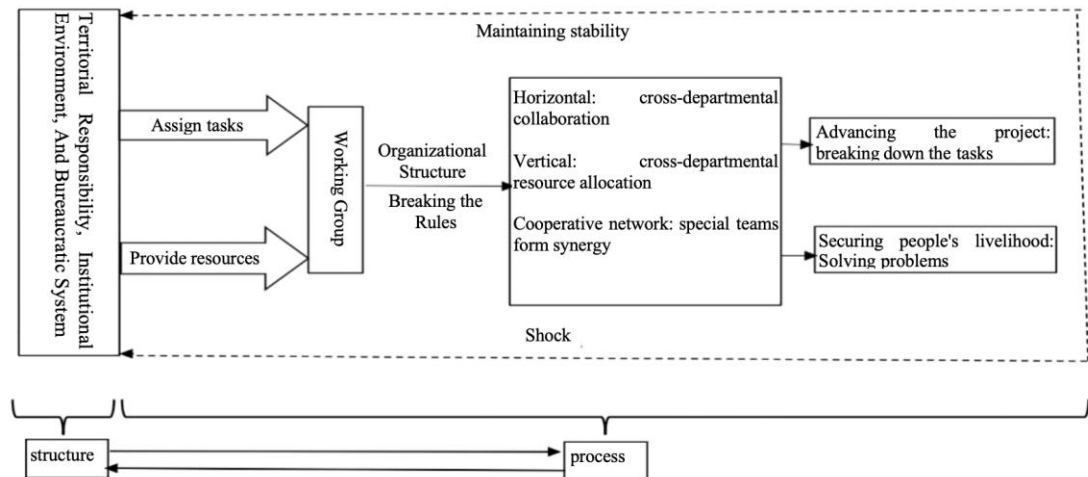 Territorial Responsibility, Institutional
Environment, And Bureaucratic System
Maintaining stability
Assign tasks
Provide resources
Working Group
Organizational
Structure
Breaking the
Rules
Horizontal: cross-departmental
collaboration
Vertical: cross-departmental
resource allocation
Cooperative network: special teams
form synergy
Advancing the project:
breaking down the tasks
Securing people's livelihood:
Solving problems
Shock
structure
process